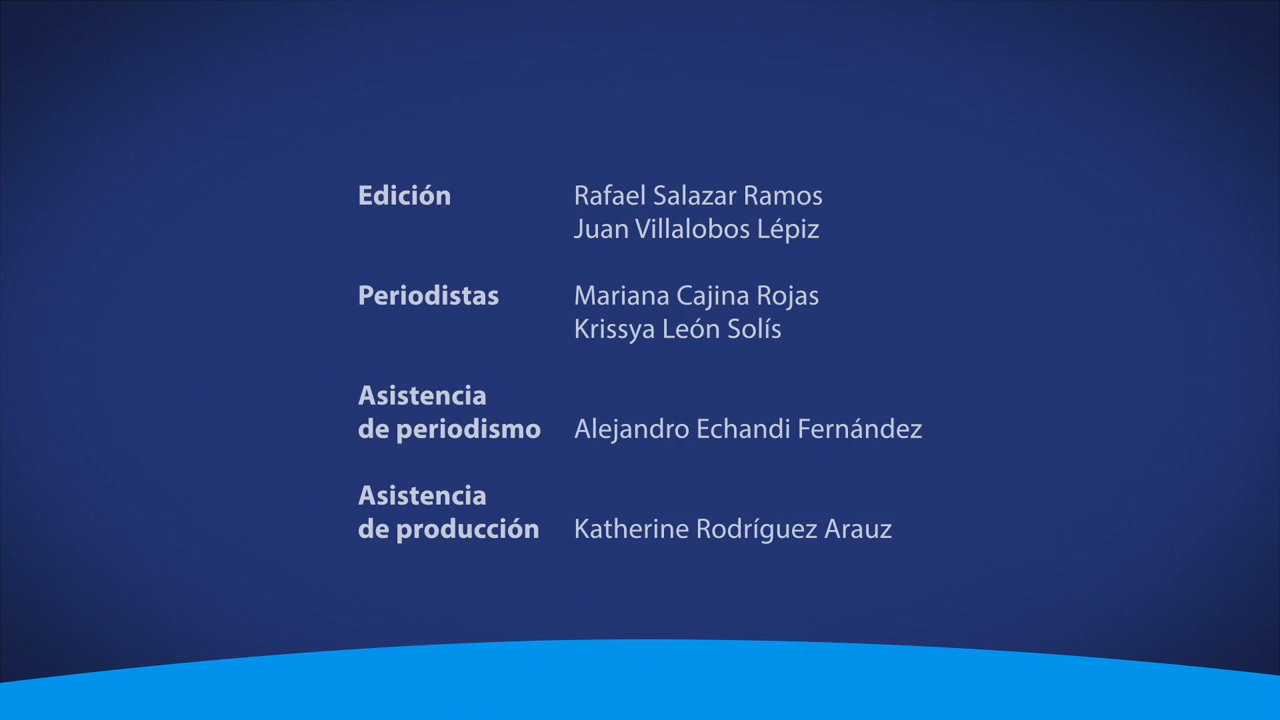 Edición Rafael Salazar Ramos
Juan Villalobos Lépiz
Periodistas Mariana Cajina Rojas
Krissya León Solís
Asistencia
de periodismo Alejandro Echandi Fernández
Asistencia
de producción Katherine Rodríguez Arauz